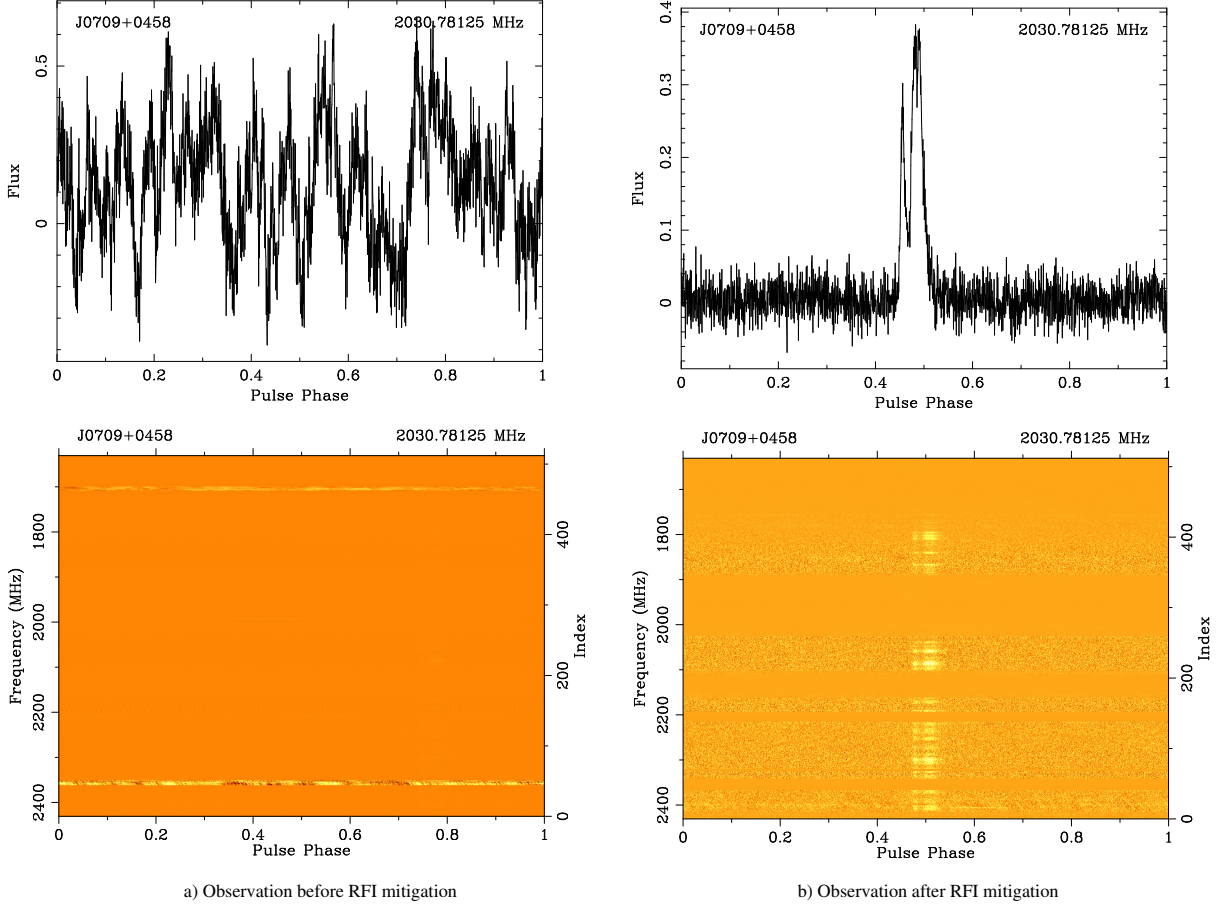 J0709+0458 2030.78125 MHz
0.5
0
Flux
0 0.2 0.4 0.6 0.8 1
Pulse Phase
J0709+0458 2030.78125 MHz
0.4
0.3
0.2
0.1
0
Flux
0 0.2 0.4 0.6 0.8 1
Pulse Phase
J0709+0458 2030.78125 MHz
1800
2000
2200
2400
Frequency (MHz)
400
200
0
Index
0 0.2 0.4 0.6 0.8 1
Pulse Phase
J0709+0458 2030.78125 MHz
1800
2000
2200
2400
Frequency (MHz)
400
200
0
Index
0 0.2 0.4 0.6 0.8 1
Pulse Phase
a) Observation before RFI mitigation
b) Observation after RFI mitigation